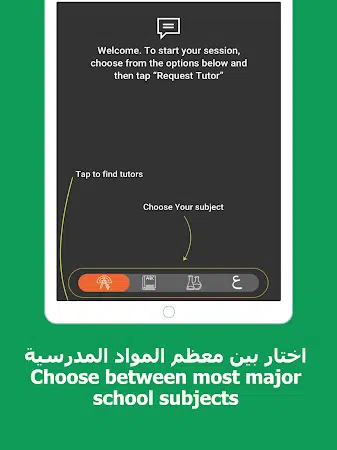 Welcome. To start your session,
choose from the options below and
then tap “Request Tutor”
Tap to find tutors
Choose Your subject
ABC
ع
اختار بين معظم المواد المدرسية
Choose between most major
school subjects